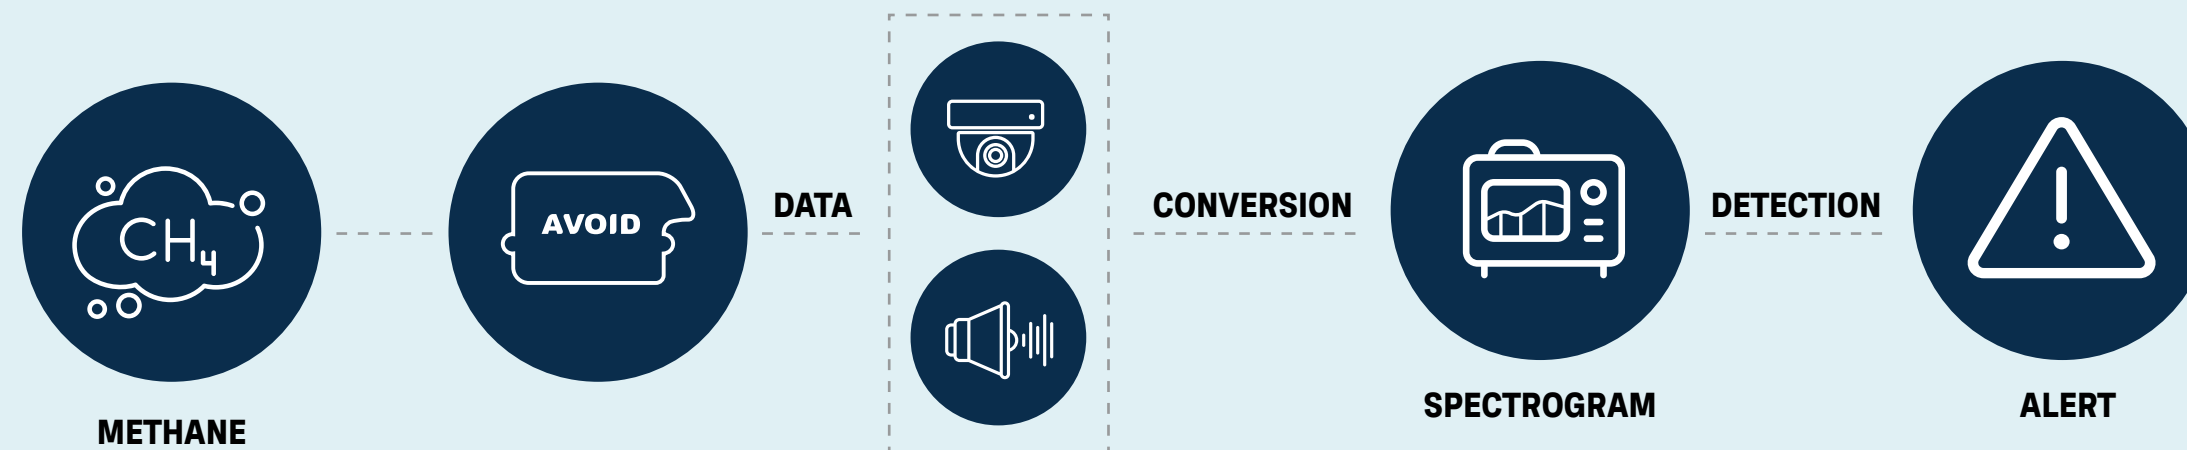 CH₄
METHANE
AVOID
DATA
CONVERSION
SPECTROGRAM
DETECTION
ALERT